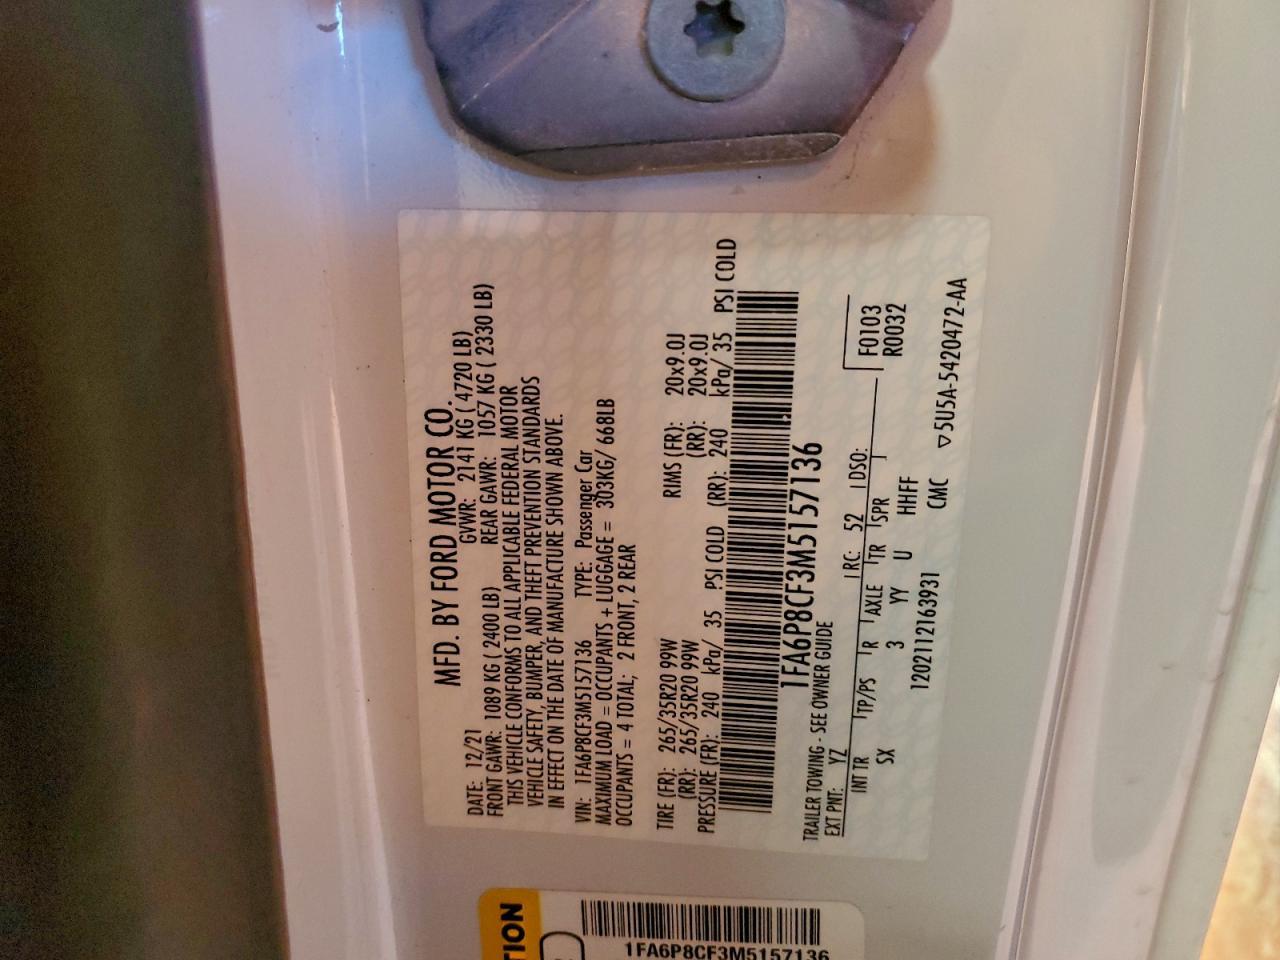 MFD. BY FORD MOTOR CO.
DATE: 12/21 GVWR: 2141 KG ( 4720 LB)
FRONT GAWR: 1089 KG ( 2400 LB) REAR GAWR: 1057 KG ( 2330 LB)
THIS VEHICLE CONFORMS TO ALL APPLICABLE FEDERAL MOTOR
VEHICLE SAFETY, BUMPER, AND THEFT PREVENTION STANDARDS
IN EFFECT ON THE DATE OF MANUFACTURE SHOWN ABOVE.
VIN: 1FA6P8CF3M5157136 TYPE: Passenger Car
MAXIMUM LOAD = OCCUPANTS + LUGGAGE = 303KG/ 668LB
OCCUPANTS = 4 TOTAL; 2 FRONT, 2 REAR
TIRE (FR): 265/35R20 99W RIMS (FR): 20x9.0J
(RR): 265/35R20 99W (RR): 20x9.0J
PRESSURE (FR): 240 kPa/ 35 PSI COLD (RR): 240 kPa/ 35 PSI COLD
1FA6P8CF3M5157136
TRAILER TOWING - SEE OWNER GUIDE
EXT PNT: YZ RC: 52 DSO:
INT TR TP/PS R AXLE TR SPR F0103
SX 3 YY U HHFF R0032
1202112163931 CMC ▽5U5A-5420472-AA
TION
1FA6P8CF3M5157136